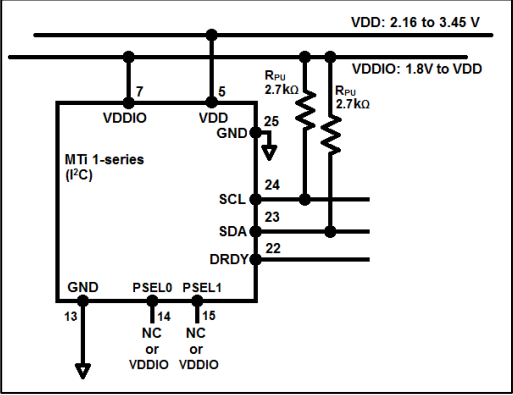 VDD: 2.16 to 3.45 V
VDDIO: 1.8V to VDD
RPU
2.7kΩ
RPU
2.7kΩ
7
5
VDDIO
VDD
25
GND
MTi 1-series
(I²C)
24
SCL
23
SDA
22
DRDY
GND
PSEL0
PSEL1
13
14
15
NC
or
VDDIO
NC
or
VDDIO